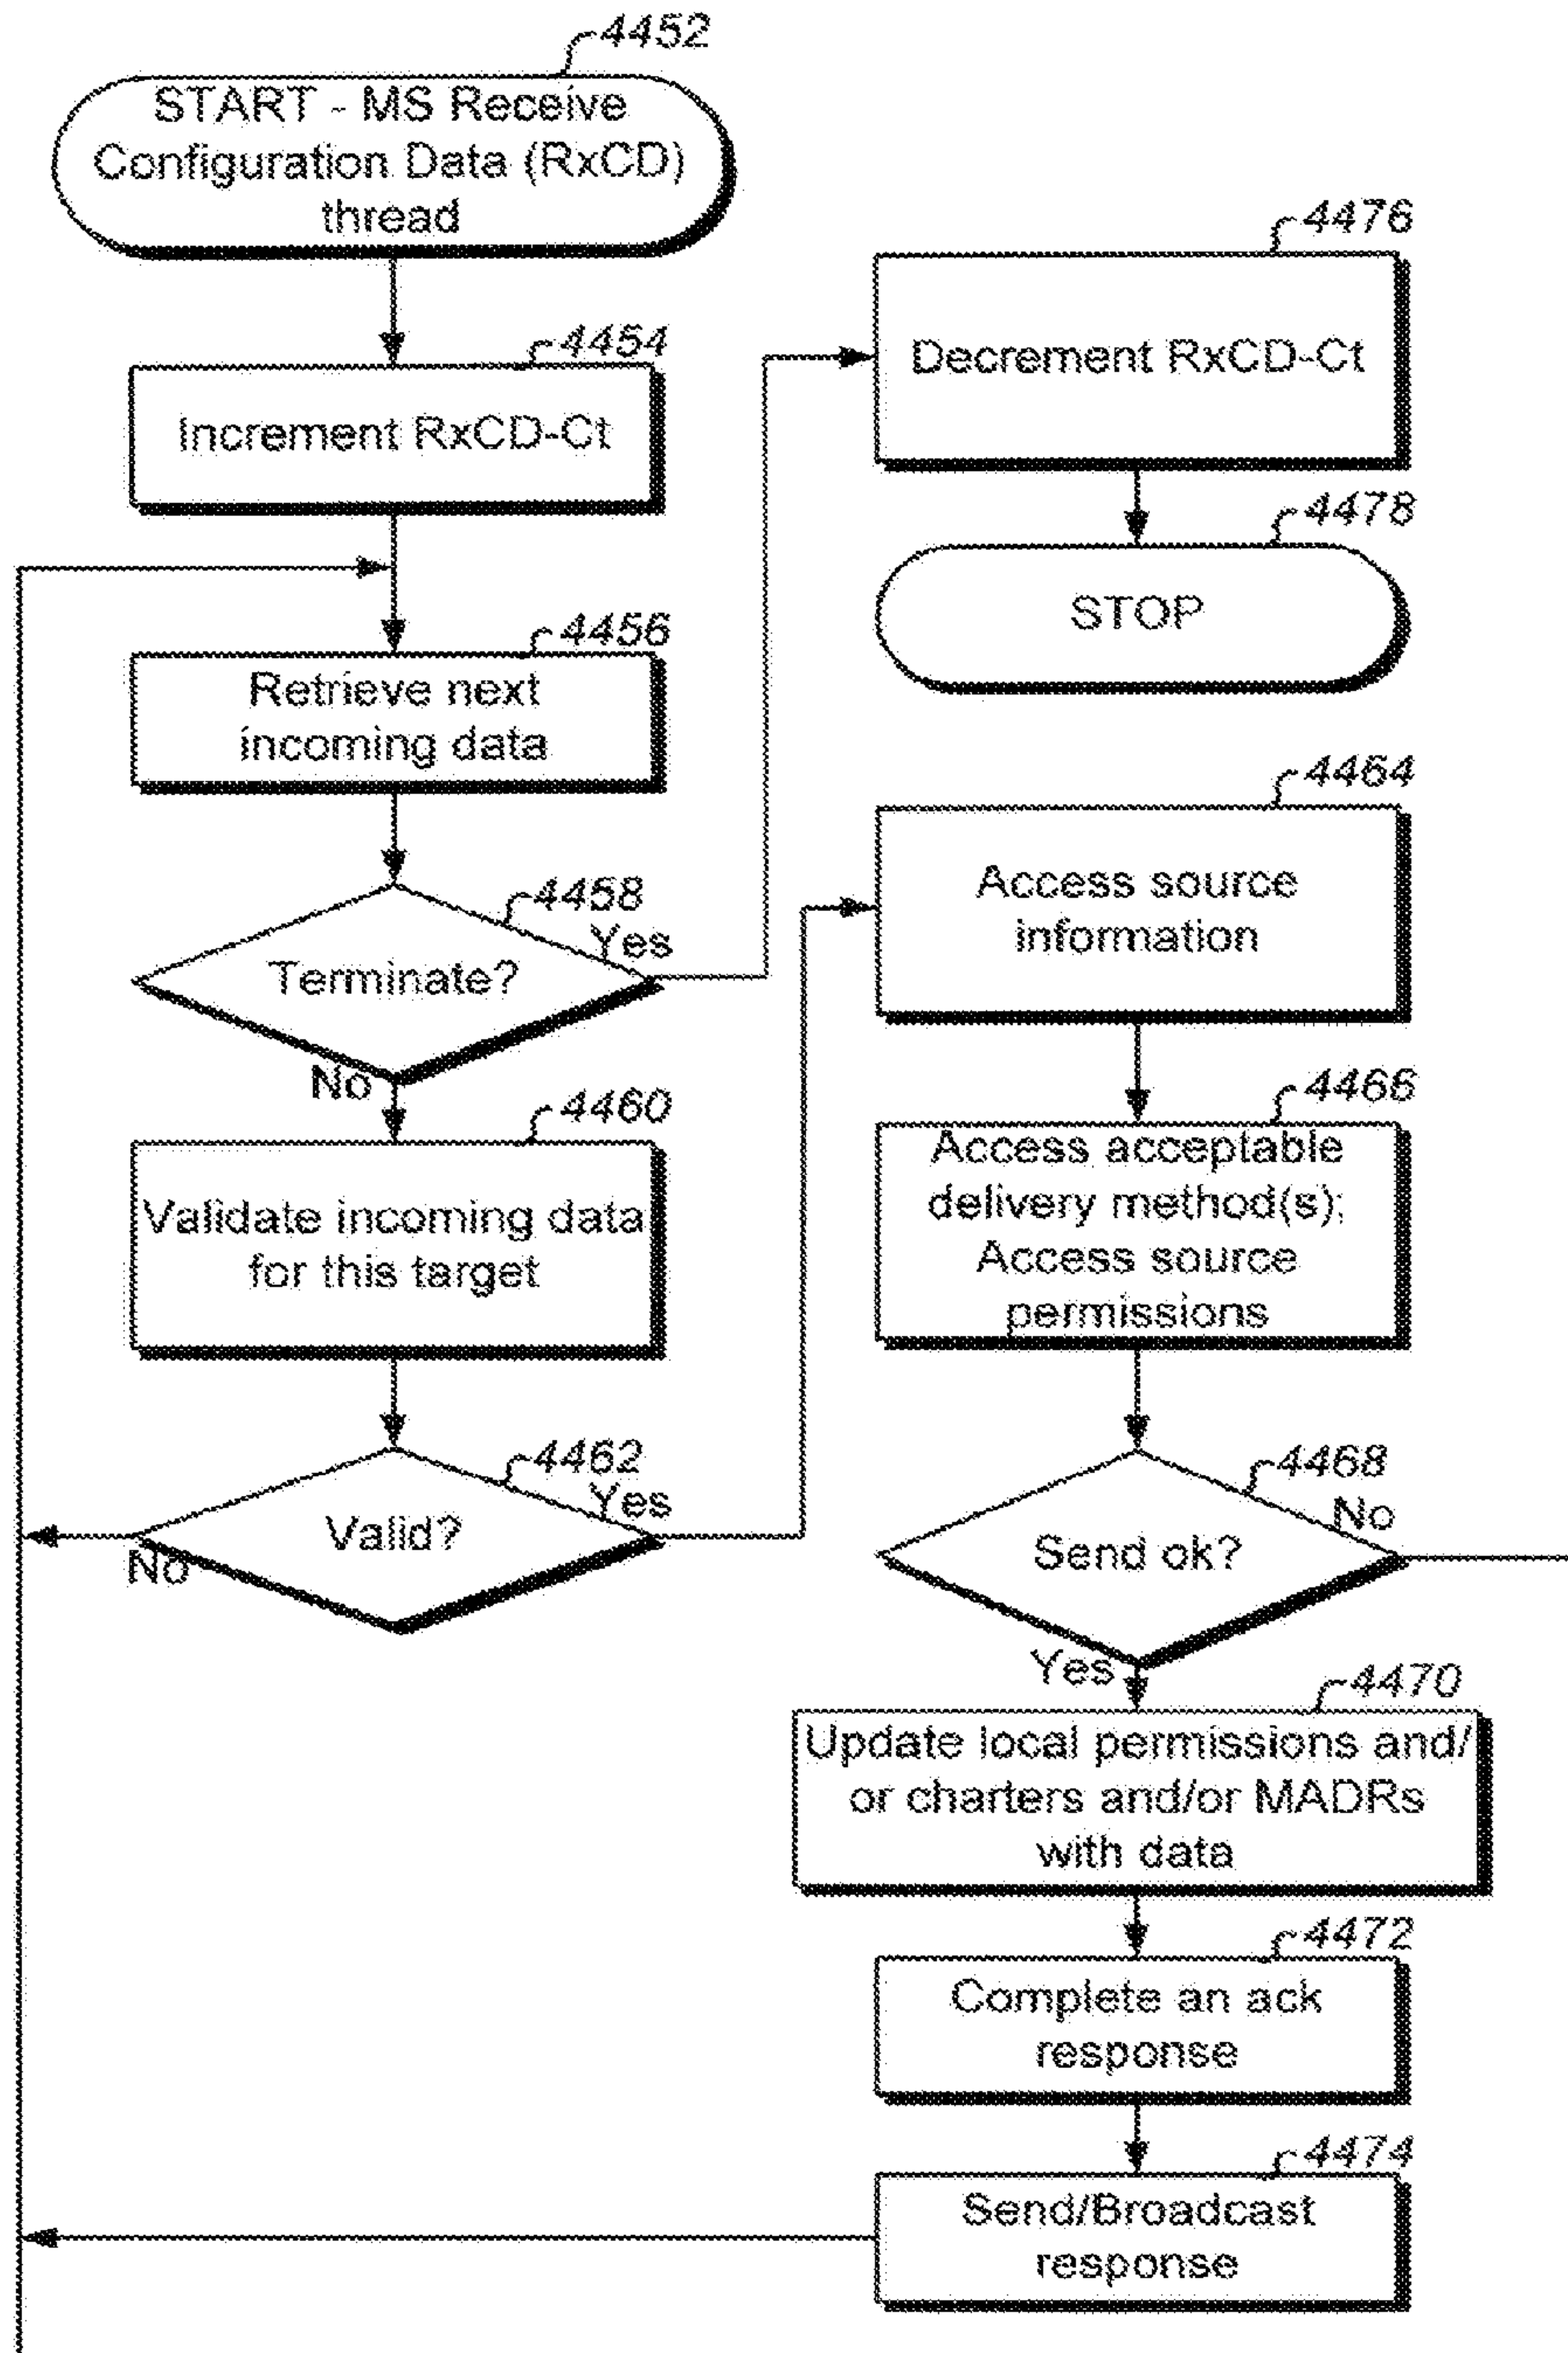 4452
START - MS Receive
Configuration Data (RxCD)
thread
4454
Increment RxCD-Ct
4456
Retrieve next
incoming data
4458
Terminate?
Yes
No
4460
Validate incoming data
for this target
4462
Valid?
Yes
No
4476
Decrement RxCD-Ct
4478
STOP
4464
Access source
information
4466
Access acceptable
delivery method(s);
Access source
permissions
4468
Send ok?
No
Yes
4470
Update local permissions and/
or charters and/or MADRs
with data
4472
Complete an ack
response
4474
Send/Broadcast
response